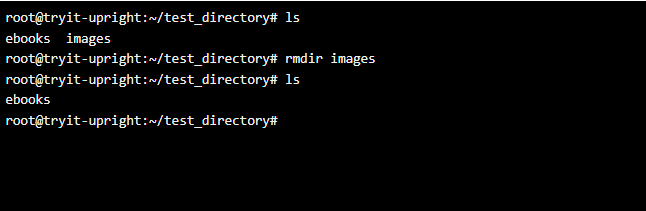 root@tryit-upright:~/test_directory# ls
ebooks  images
root@tryit-upright:~/test_directory# rmdir images
root@tryit-upright:~/test_directory# ls
ebooks
root@tryit-upright:~/test_directory#